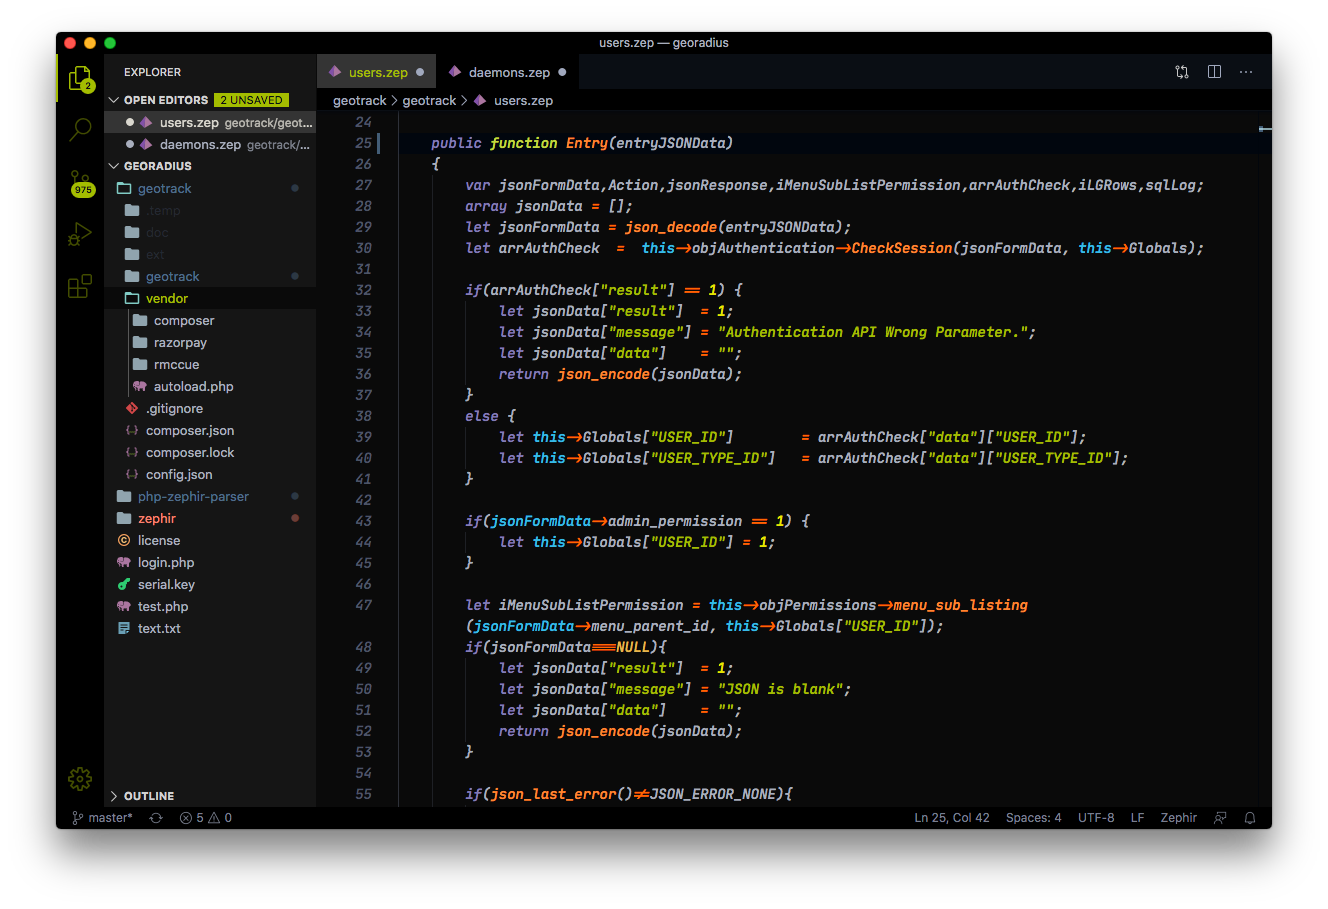 users.zep — georadius
EXPLORER
OPEN EDITORS 2 UNSAVED
users.zep geotrack/geot...
daemons.zep geotrack/...
GEORADIUS
geotrack
.temp
doc
ext
geotrack
vendor
composer
razorpay
rmccue
autoload.php
.gitignore
composer.json
composer.lock
config.json
php-zephir-parser
zephir
license
login.php
serial.key
test.php
text.txt
OUTLINE
2
975
users.zep
daemons.zep
geotrack > geotrack > users.zep
24
25 public function Entry(entryJSONData)
26 {
27 var jsonFormData,Action,jsonResponse,iMenuSubListPermission,arrAuthCheck,iLGRows,sqlLog;
28 array jsonData = [];
29 let jsonFormData = json_decode(entryJSONData);
30 let arrAuthCheck  =  this->objAuthentication->CheckSession(jsonFormData, this->Globals);
31
32 if(arrAuthCheck["result"] == 1) {
33 let jsonData["result"]  = 1;
34 let jsonData["message"] = "Authentication API Wrong Parameter.";
35 let jsonData["data"]    = "";
36 return json_encode(jsonData);
37 }
38 else {
39 let this->Globals["USER_ID"]        = arrAuthCheck["data"]["USER_ID"];
40 let this->Globals["USER_TYPE_ID"]   = arrAuthCheck["data"]["USER_TYPE_ID"];
41 }
42
43 if(jsonFormData->admin_permission == 1) {
44 let this->Globals["USER_ID"] = 1;
45 }
46
47 let iMenuSubListPermission = this->objPermissions->menu_sub_listing
(jsonFormData->menu_parent_id, this->Globals["USER_ID"]);
48 if(jsonFormData===NULL){
49 let jsonData["result"]  = 1;
50 let jsonData["message"] = "JSON is blank";
51 let jsonData["data"]    = "";
52 return json_encode(jsonData);
53 }
54
55 if(json_last_error()!=JSON_ERROR_NONE){
master* 5 0 Ln 25, Col 42 Spaces: 4 UTF-8 LF Zephir